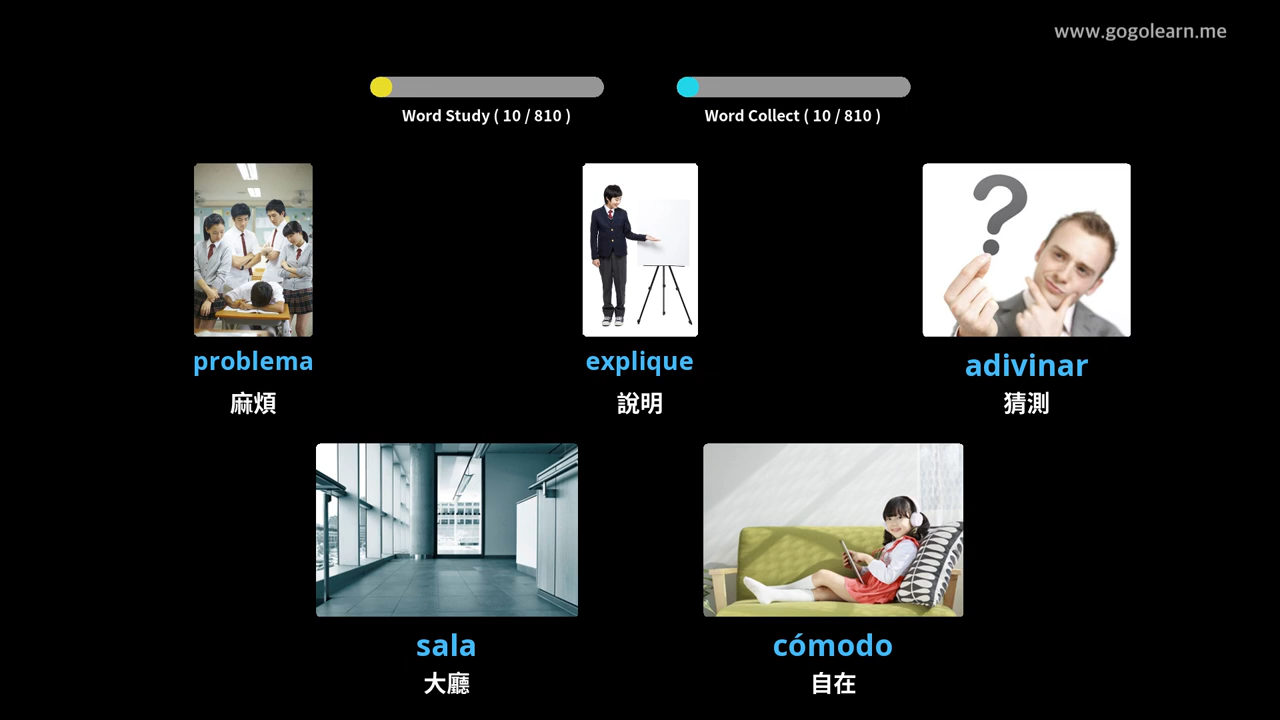 www.gogolearn.me
Word Study ( 10 / 810 )
Word Collect ( 10 / 810 )
problema
麻煩
explique
說明
adivinar
猜測
sala
大廳
cómodo
自在